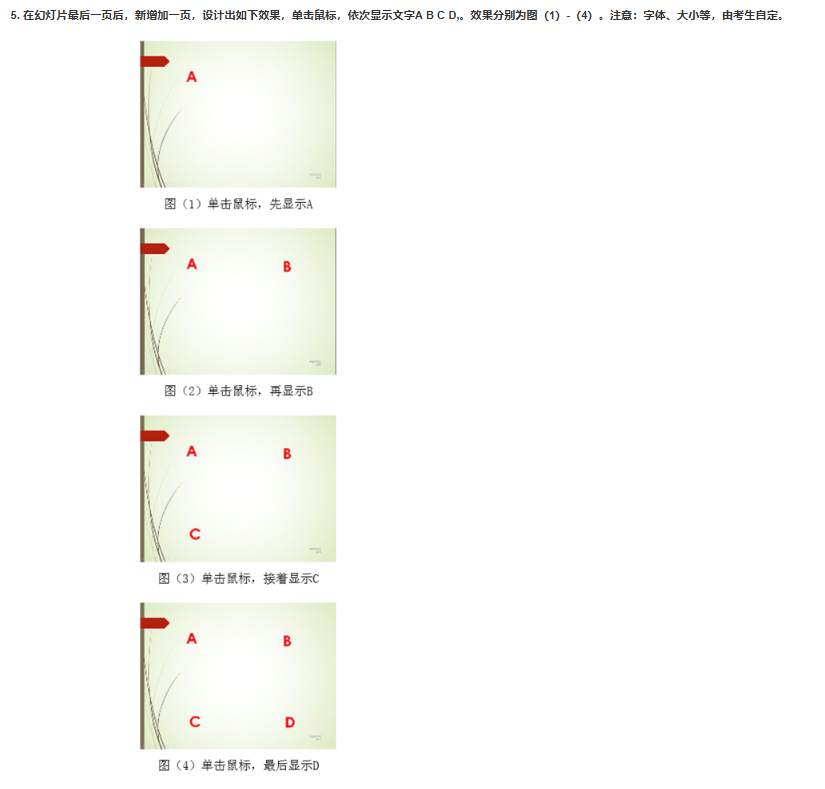 5. 在幻灯片最后一页后，新增加一页，设计出如下效果，单击鼠标，依次显示文字A B C D,。效果分别为图（1）-（4）。注意：字体、大小等，由考生自定。
A
图（1）单击鼠标，先显示A
A B
图（2）单击鼠标，再显示B
A B
C
图（3）单击鼠标，接着显示C
A B
C D
图（4）单击鼠标，最后显示D